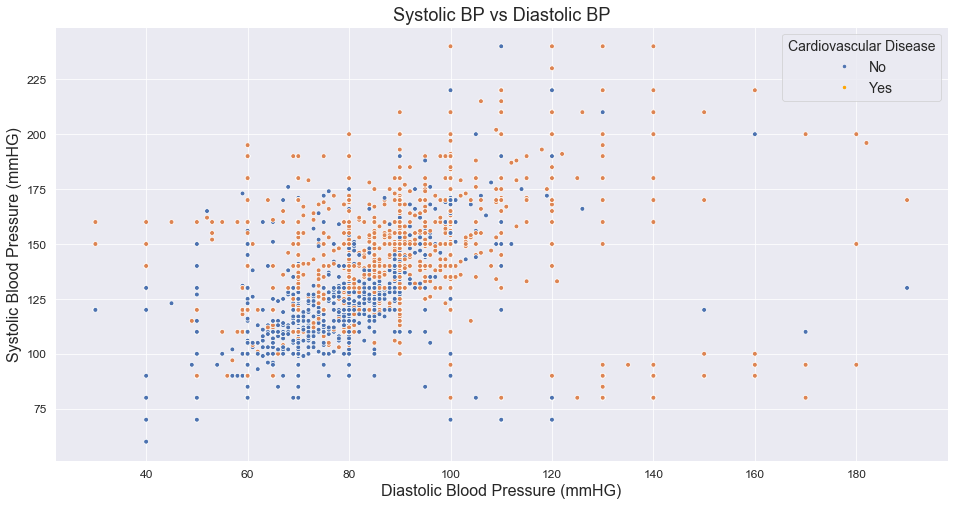 Systolic BP vs Diastolic BP
Cardiovascular Disease
No
Yes
Systolic Blood Pressure (mmHG)
225
200
175
150
125
100
75
40 60 80 100 120 140 160 180
Diastolic Blood Pressure (mmHG)